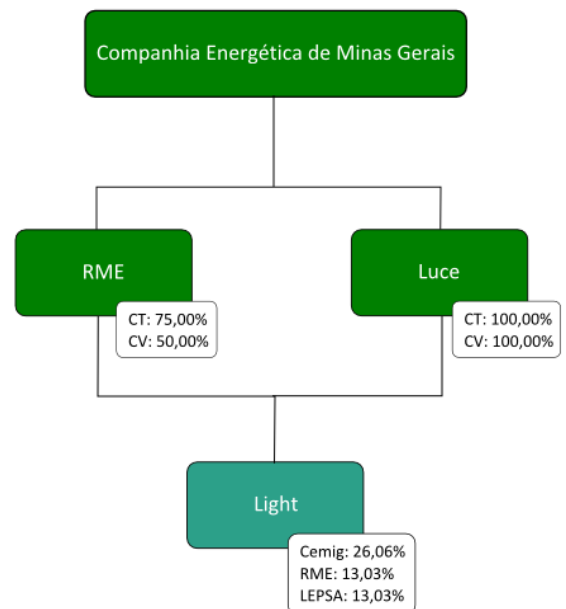 Companhia Energética de Minas Gerais
RME
CT: 75,00%
CV: 50,00%
Luce
CT: 100,00%
CV: 100,00%
Light
Cemig: 26,06%
RME: 13,03%
LEPSA: 13,03%